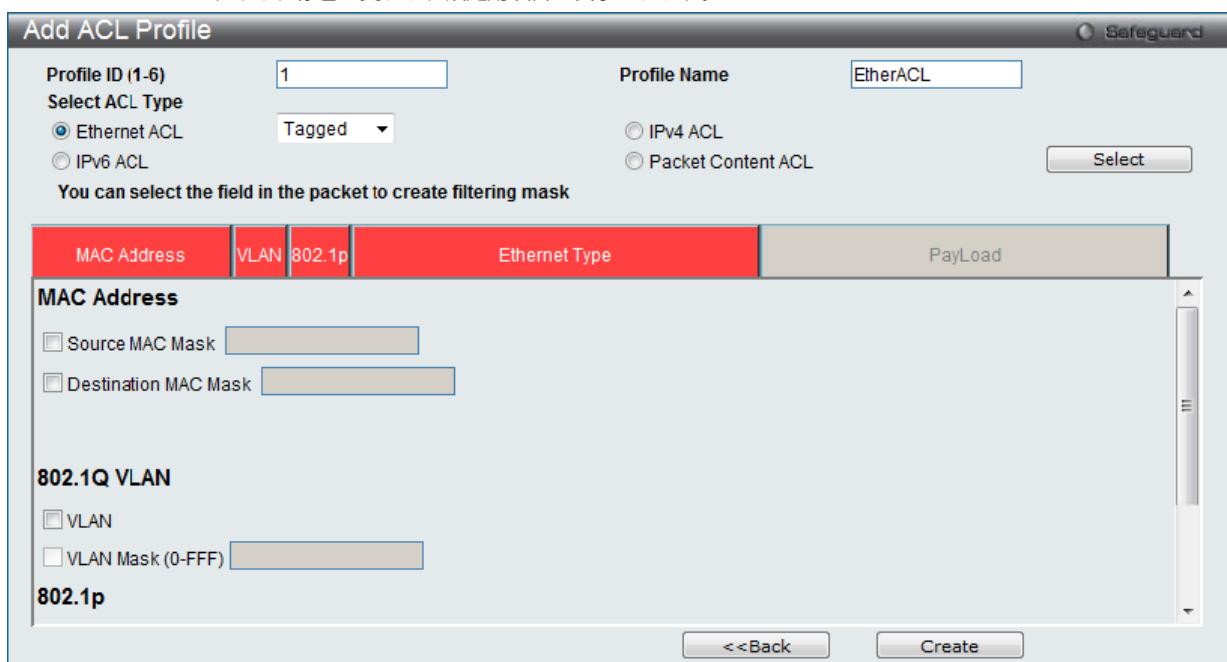 Add ACL Profile
Safeguard
Profile ID (1-6) 1 Profile Name EtherACL
Select ACL Type
Ethernet ACL Tagged IPv4 ACL
IPv6 ACL Packet Content ACL Select
You can select the field in the packet to create filtering mask
MAC Address VLAN 802.1p Ethernet Type PayLoad
MAC Address
Source MAC Mask
Destination MAC Mask
802.1Q VLAN
VLAN
VLAN Mask (0-FFF)
802.1p
<<Back Create